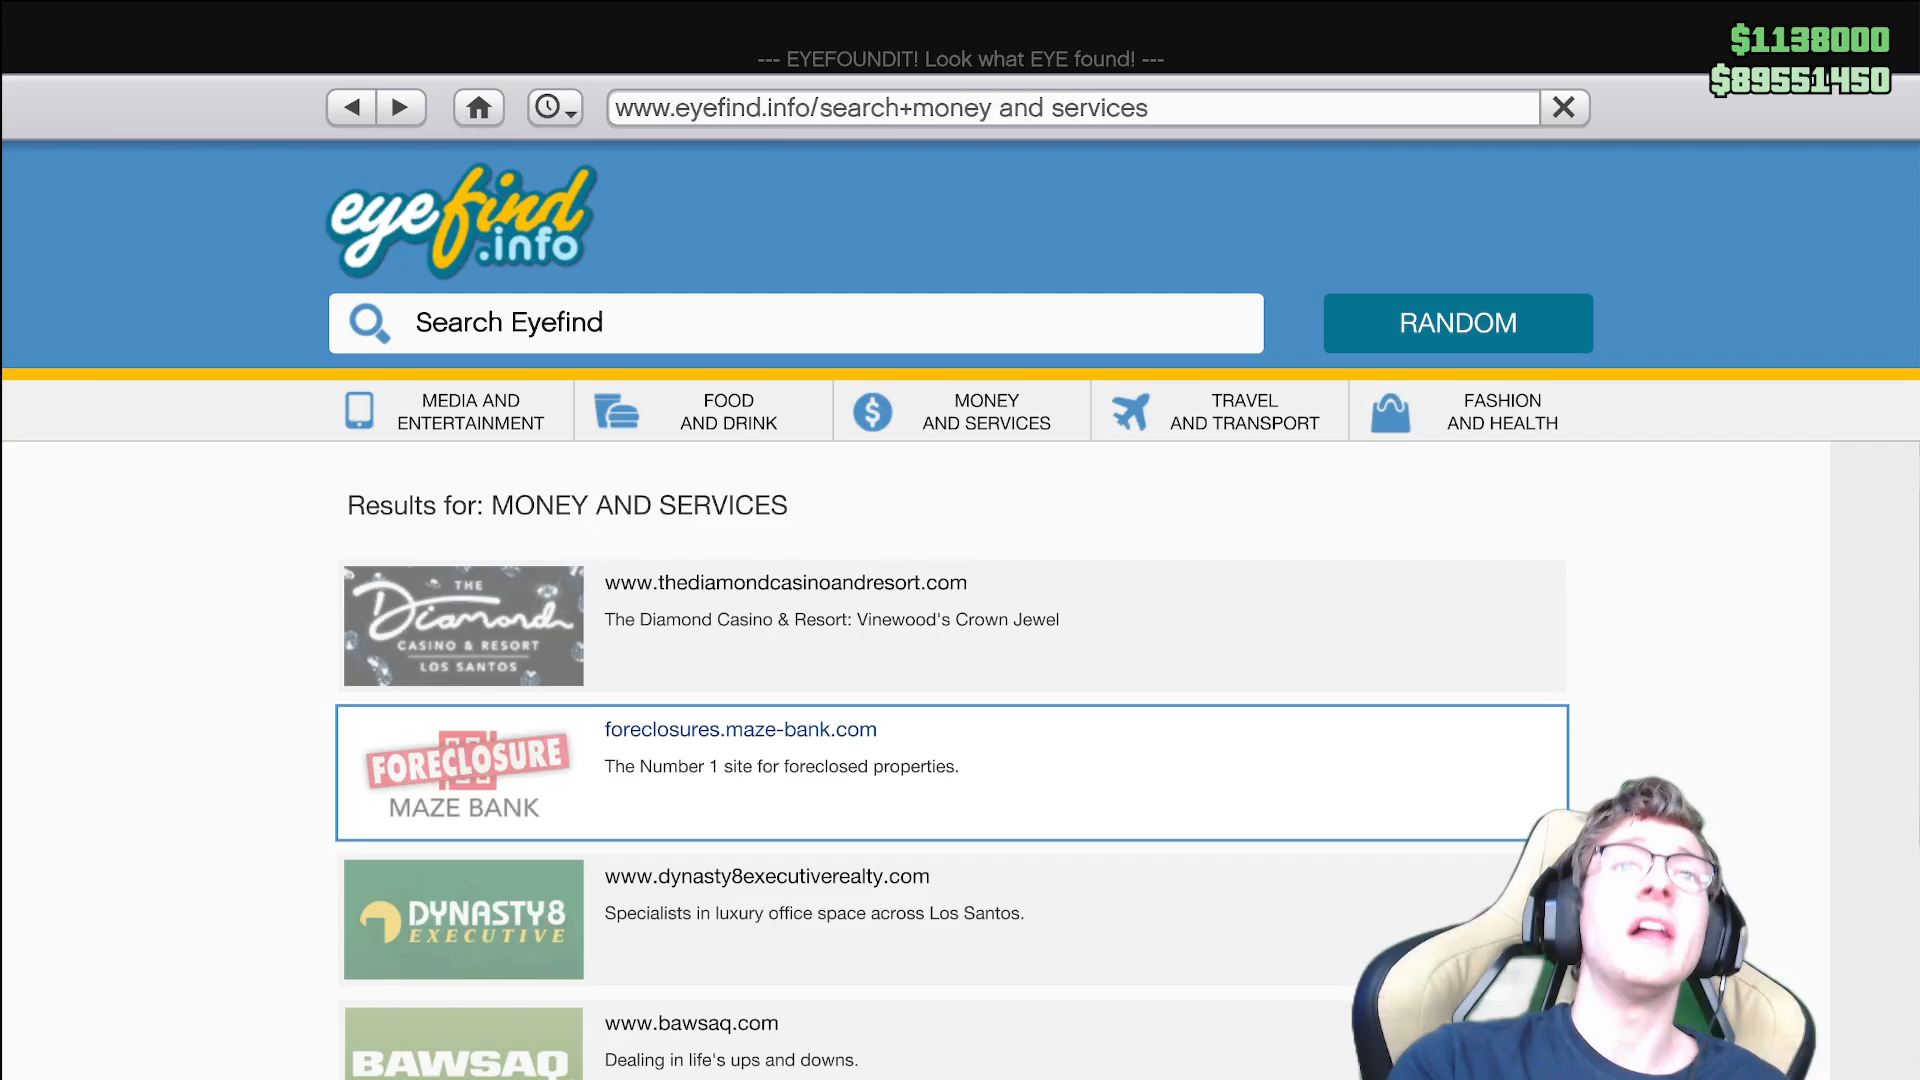 --- EYEFOUNDIT! Look what EYE found! ---
$1138000
$89551450
www.eyefind.info/search+money and services
eyefind
.info
Search Eyefind
RANDOM
MEDIA AND
ENTERTAINMENT
FOOD
AND DRINK
MONEY
AND SERVICES
TRAVEL
AND TRANSPORT
FASHION
AND HEALTH
Results for: MONEY AND SERVICES
THE
Diamond
CASINO & RESORT
LOS SANTOS
www.thediamondcasinoandresort.com
The Diamond Casino & Resort: Vinewood's Crown Jewel
FORECLOSURE
MAZE BANK
foreclosures.maze-bank.com
The Number 1 site for foreclosed properties.
DYNASTY8
EXECUTIVE
www.dynasty8executiverealty.com
Specialists in luxury office space across Los Santos.
BAWSAQ
www.bawsaq.com
Dealing in life's ups and downs.